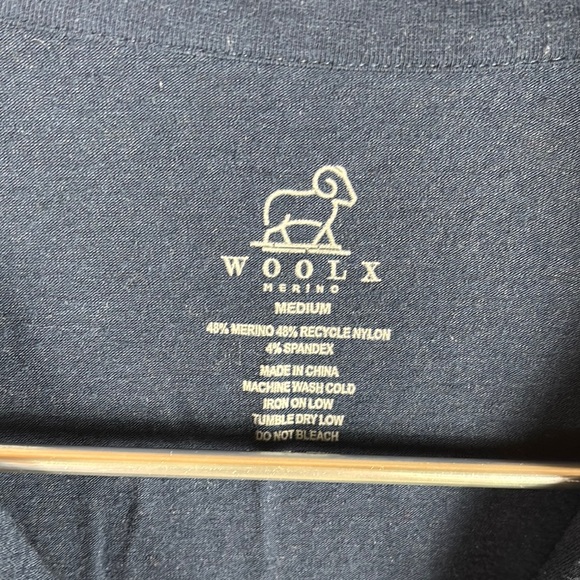 WOOLX
MERINO
MEDIUM
48% MERINO 48% RECYCLE NYLON
4% SPANDEX
MADE IN CHINA
MACHINE WASH COLD
IRON ON LOW
TUMBLE DRY LOW
DO NOT BLEACH